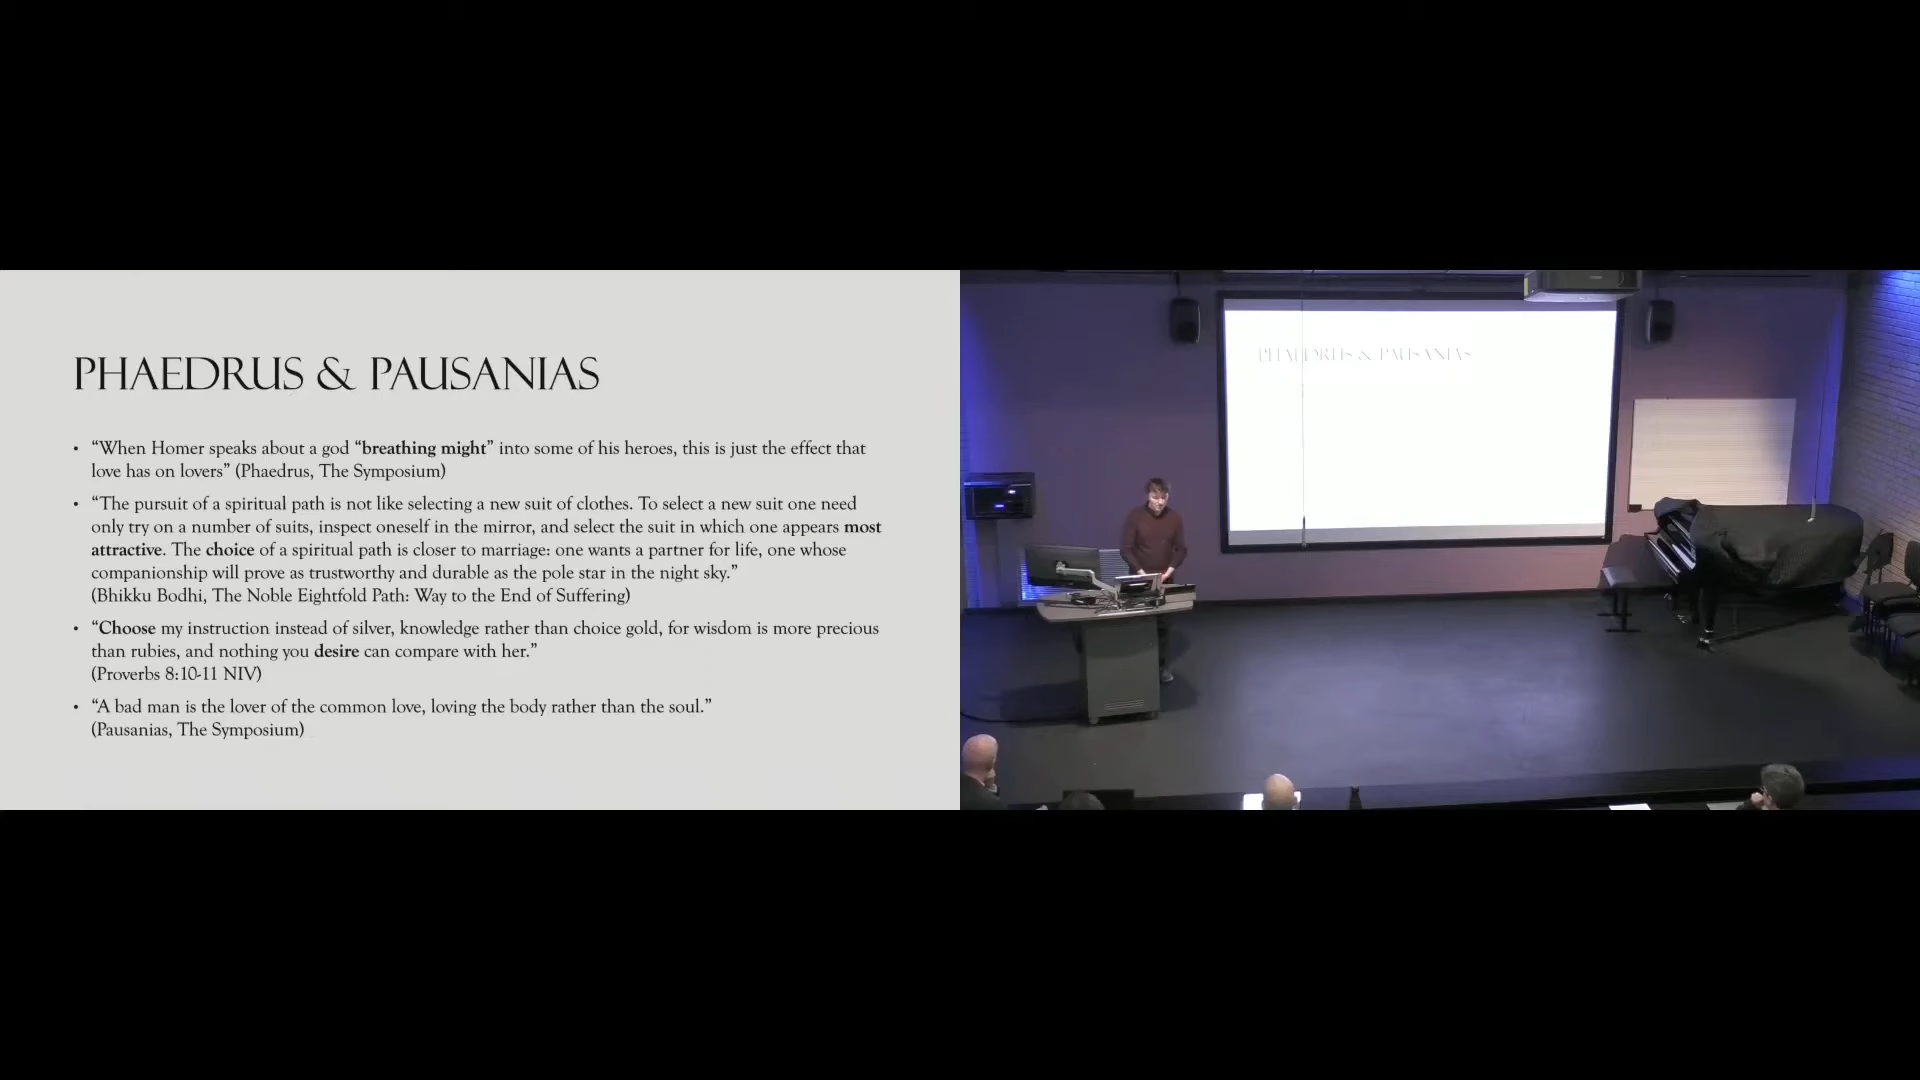 PHAEDRUS & PAUSANIAS
• “When Homer speaks about a god “breathing might” into some of his heroes, this is just the effect that
love has on lovers” (Phaedrus, The Symposium)
• “The pursuit of a spiritual path is not like selecting a new suit of clothes. To select a new suit one need
only try on a number of suits, inspect oneself in the mirror, and select the suit in which one appears most
attractive. The choice of a spiritual path is closer to marriage: one wants a partner for life, one whose
companionship will prove as trustworthy and durable as the pole star in the night sky.”
(Bhikku Bodhi, The Noble Eightfold Path: Way to the End of Suffering)
• “Choose my instruction instead of silver, knowledge rather than choice gold, for wisdom is more precious
than rubies, and nothing you desire can compare with her.”
(Proverbs 8:10-11 NIV)
• “A bad man is the lover of the common love, loving the body rather than the soul.”
(Pausanias, The Symposium)
PHAEDRUS & PAUSANIAS